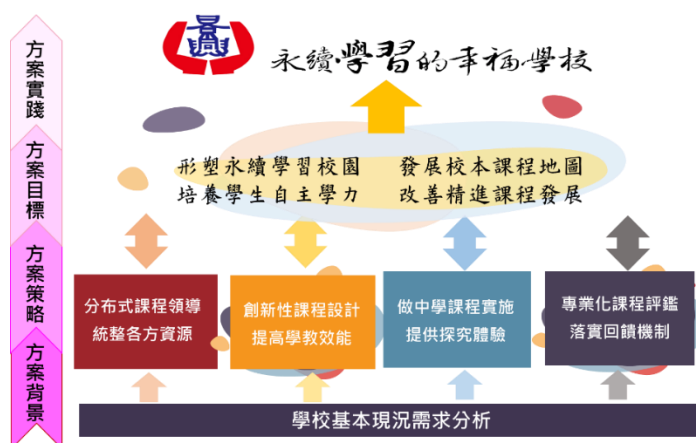 永續學習的幸福學校
方案實踐
方案目標
方案策略
方案背景
形塑永續學習校園
發展校本課程地圖
培養學生自主學力
改善精進課程發展
分布式課程領導
統整各方資源
創新性課程設計
提高學教效能
做中學課程實施
提供探究體驗
專業化課程評鑑
落實回饋機制
學校基本現況需求分析